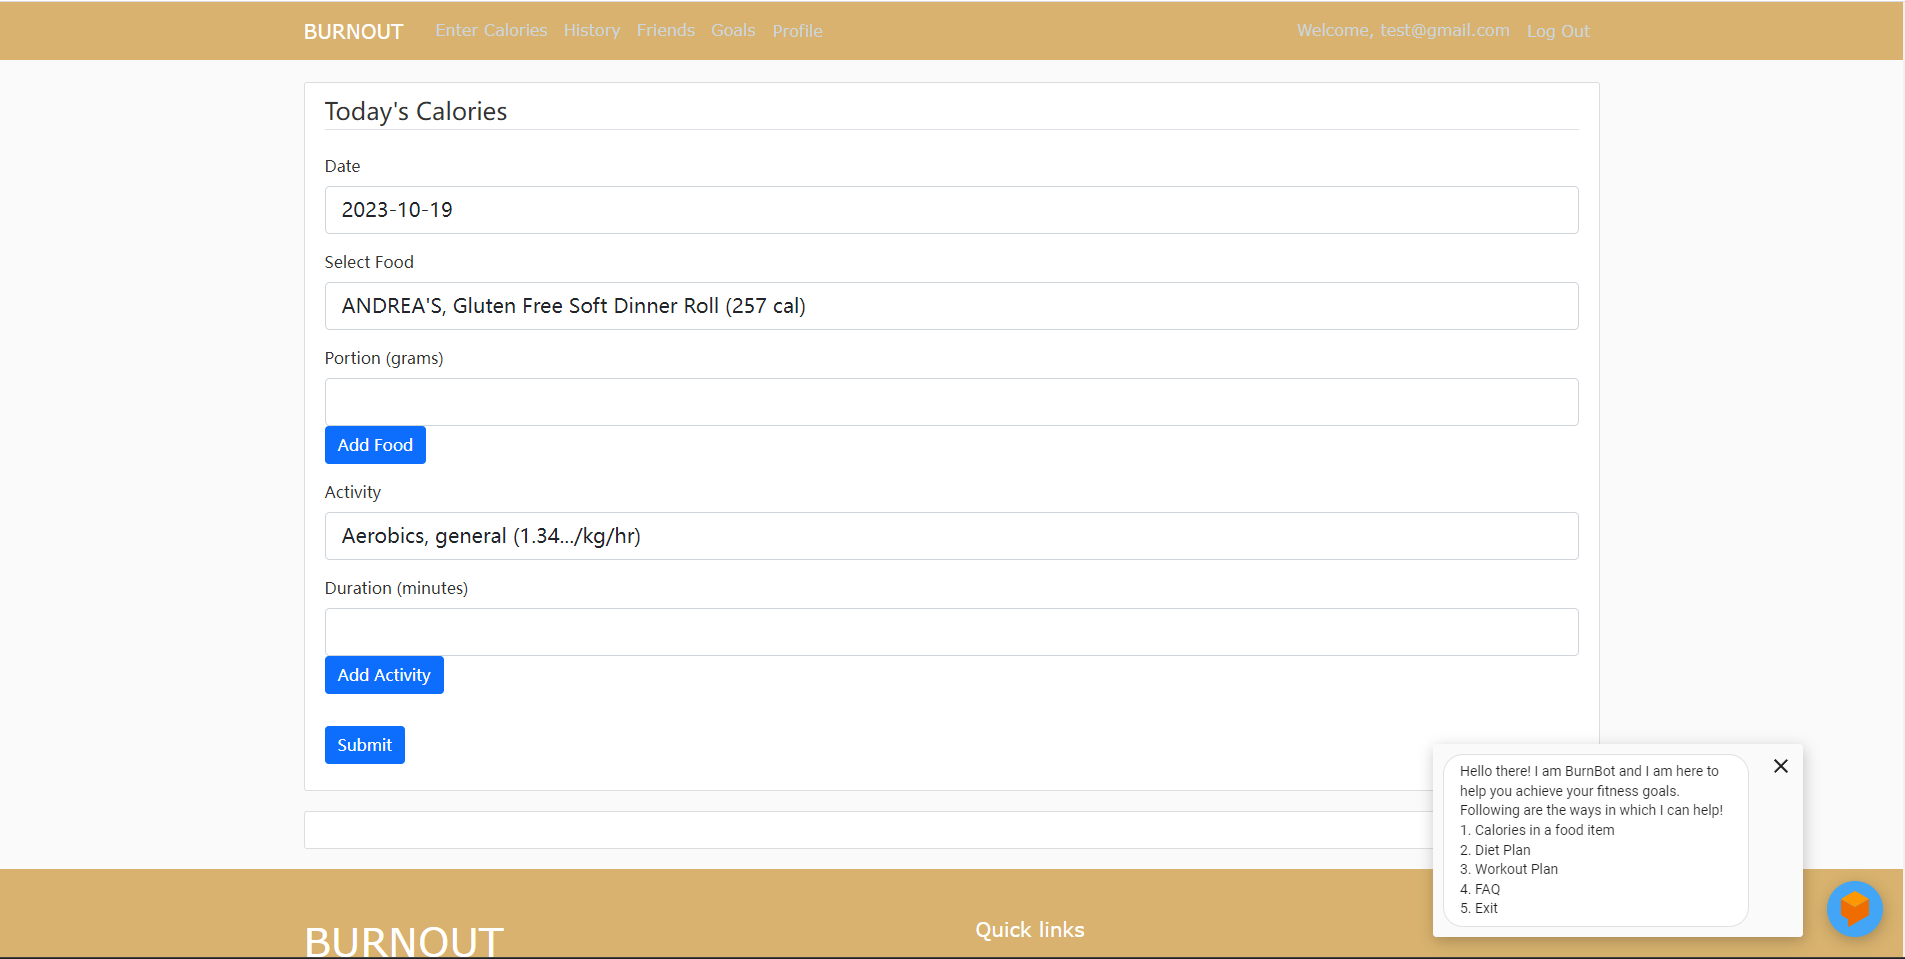 BURNOUT Enter Calories History Friends Goals Profile Welcome, test@gmail.com Log Out
Today's Calories
Date
2023-10-19
Select Food
ANDREA'S, Gluten Free Soft Dinner Roll (257 cal)
Portion (grams)
Add Food
Activity
Aerobics, general (1.34.../kg/hr)
Duration (minutes)
Add Activity
Submit
Hello there! I am BurnBot and I am here to
help you achieve your fitness goals.
Following are the ways in which I can help!
1. Calories in a food item
2. Diet Plan
3. Workout Plan
4. FAQ
5. Exit
BURNOUT
Quick links